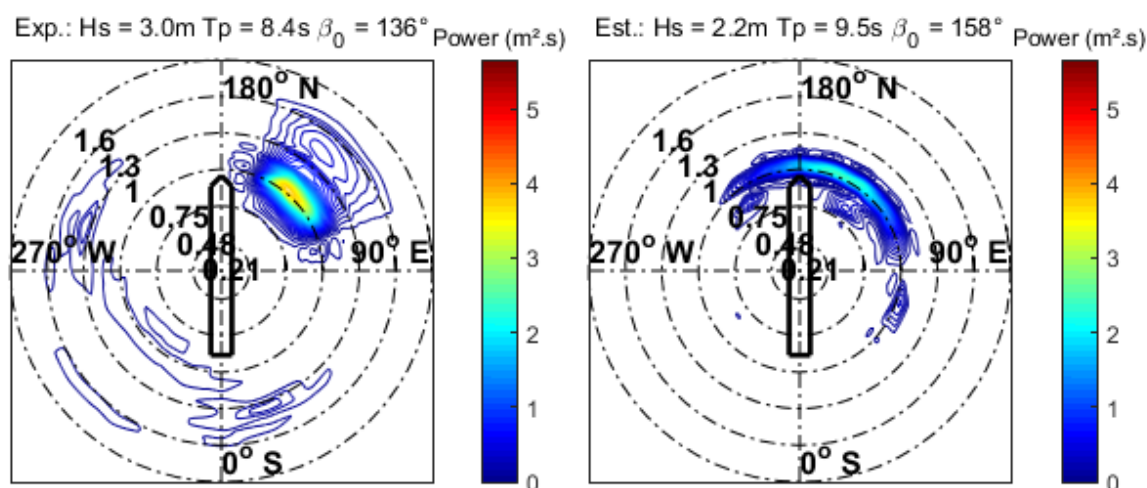 Exp.: Hs = 3.0m Tp = 8.4s β₀ = 136° Power (m².s)
180° N
1.6
1.3
1
0.75
0.48
0.21
270° W
90° E
0° S
5
4
3
2
1
0
Est.: Hs = 2.2m Tp = 9.5s β₀ = 158° Power (m².s)
180° N
1.6
1.3
1
0.75
0.48
0.21
270° W
90° E
0° S
5
4
3
2
1
0